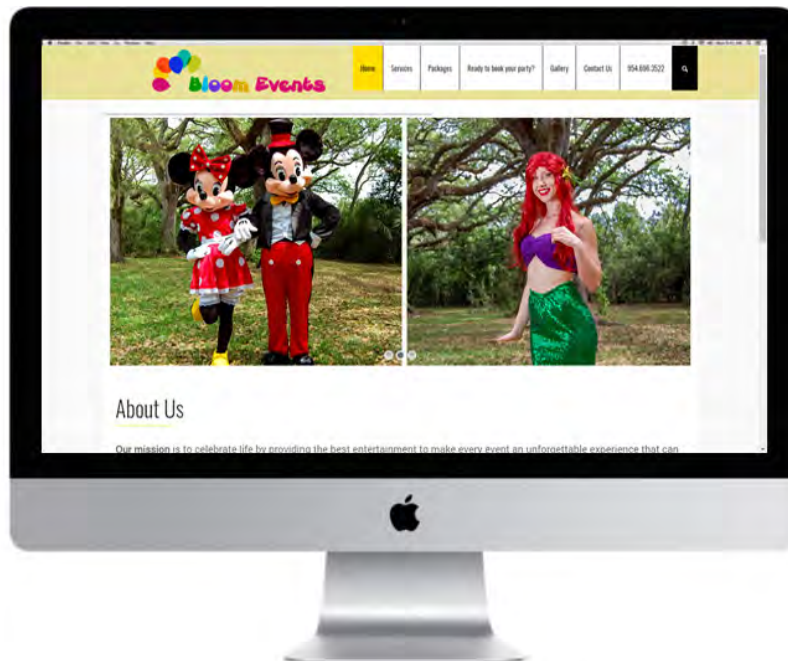 Bloom Events
Home Services Packages Ready to book your party? Gallery Contact Us 954.696.3522
About Us
Our mission is to celebrate life by providing the best entertainment to make every event an unforgettable experience that can